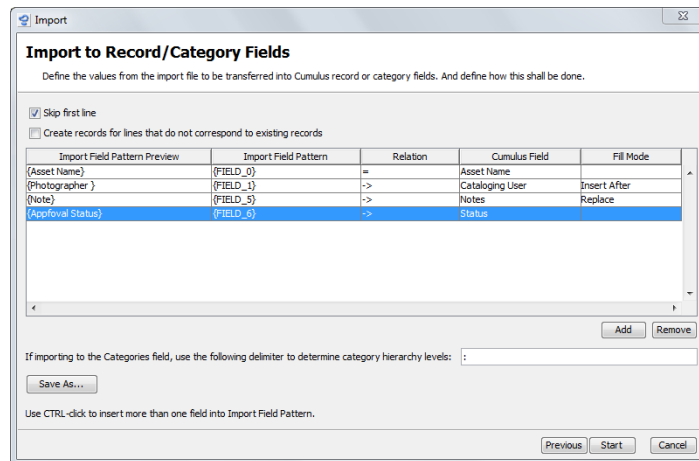 Import
Import to Record/Category Fields
Define the values from the import file to be transferred into Cumulus record or category fields. And define how this shall be done.
Skip first line
Create records for lines that do not correspond to existing records
Import Field Pattern Preview Import Field Pattern Relation Cumulus Field Fill Mode
{Asset Name} {FIELD_0} = Asset Name
{Photographer } {FIELD_1} -> Cataloging User Insert After
{Note} {FIELD_5} -> Notes Replace
{Appfoval Status} {FIELD_6} -> Status
Add Remove
If importing to the Categories field, use the following delimiter to determine category hierarchy levels: :
Save As...
Use CTRL-click to insert more than one field into Import Field Pattern.
Previous Start Cancel